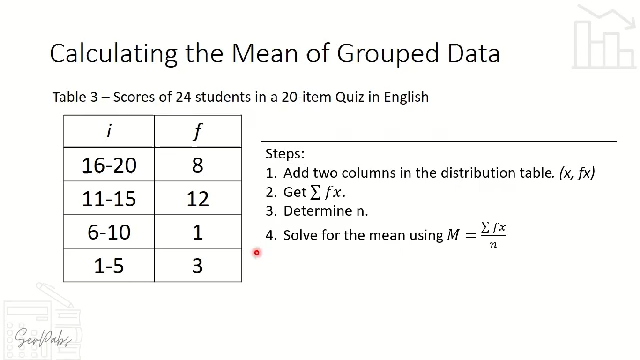 Calculating the Mean of Grouped Data
Table 3 – Scores of 24 students in a 20 item Quiz in English
i f
16-20 8
11-15 12
6-10 1
1-5 3
Steps:
1. Add two columns in the distribution table. (x, fx)
2. Get ∑ fx.
3. Determine n.
4. Solve for the mean using M = ∑ fx / n
SerPabs